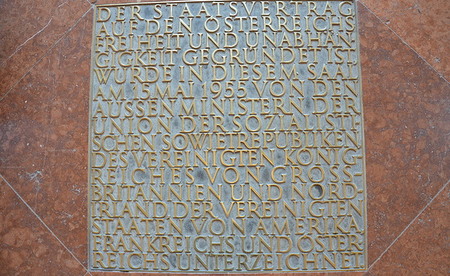 DER STAATSVERTRAG
AUF DEN ÖSTERREICHS
FREIHEIT UND UNABHÄN
GIGKEIT GEGRÜNDET IST
WURDE IN DIESEM SAAL
AM 15. MAI 1955 VON DEN
AUSSENMINISTERN DER
UNION DER SOZIALISTI-
SCHEN SOWJETREPUBLIKEN
DES VEREINIGTEN KÖNIG-
REICHES VON GROSS-
BRITANNIEN UND NORD-
IRLAND DER VEREINIGTEN
STAATEN VON AMERIKA
FRANKREICHS UND ÖSTER
REICHS UNTERZEICHNET